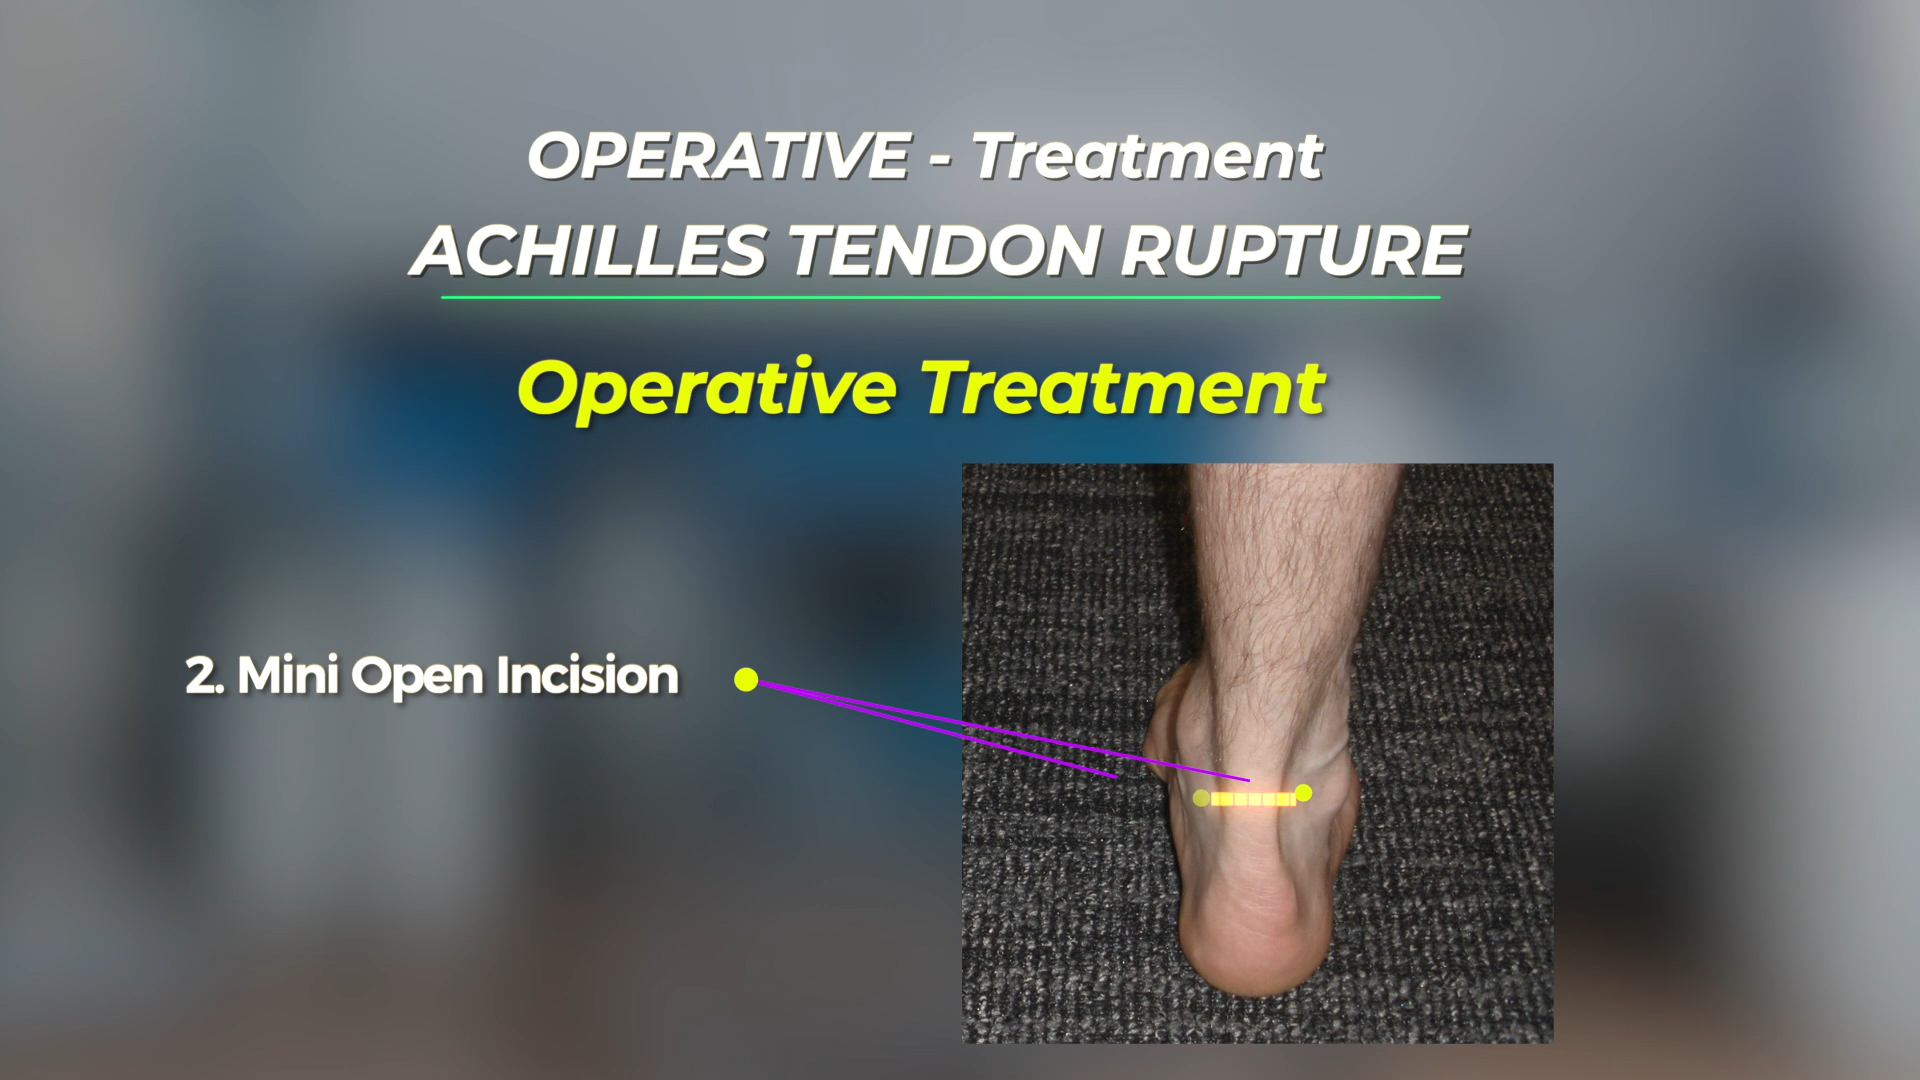 OPERATIVE - Treatment
ACHILLES TENDON RUPTURE
Operative Treatment
2. Mini Open Incision